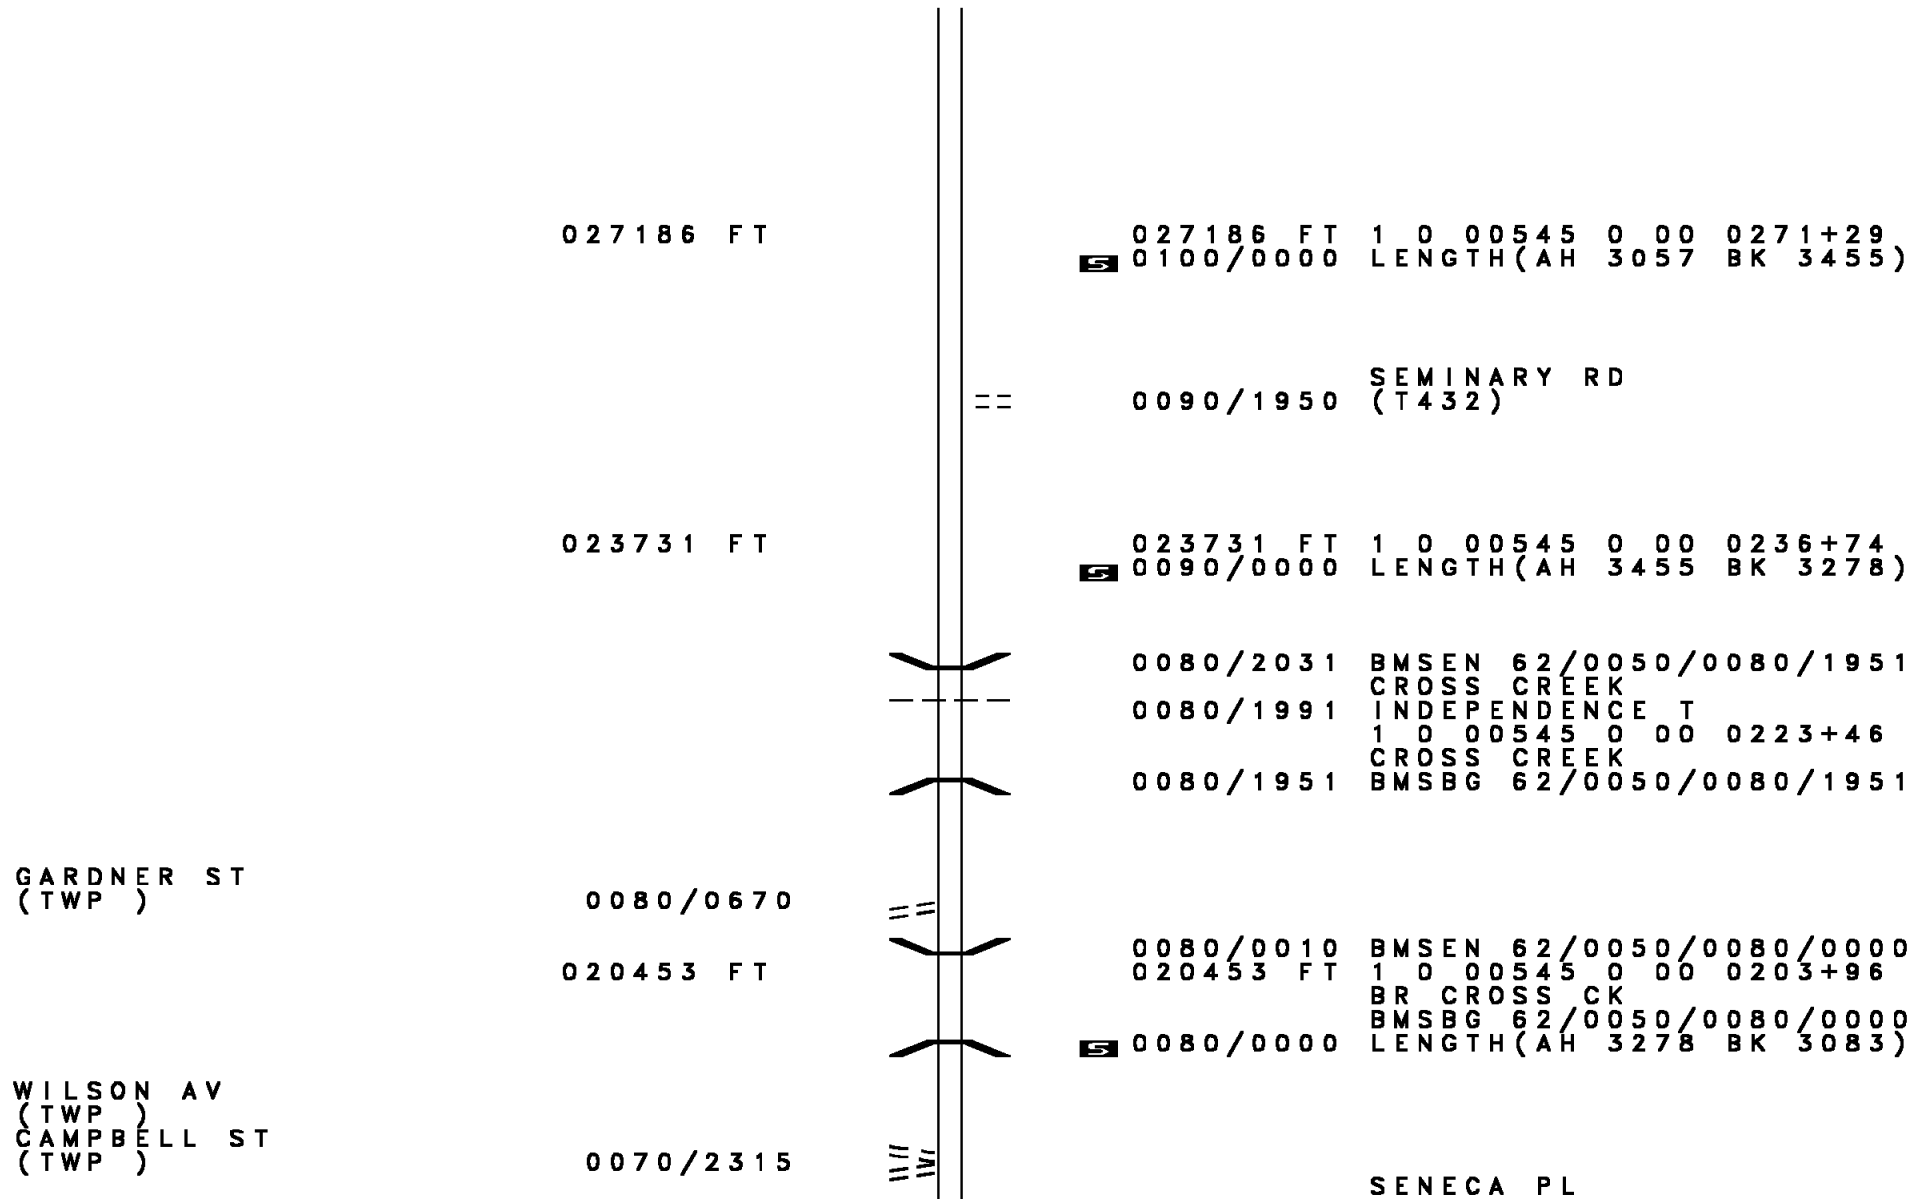 027186 FT 027186 FT 1 0 00545 0 00 0271+29
S 0100/0000 LENGTH(AH 3057 BK 3455)
SEMINARY RD
0090/1950 (T432)
023731 FT 023731 FT 1 0 00545 0 00 0236+74
S 0090/0000 LENGTH(AH 3455 BK 3278)
0080/2031 BMSEN 62/0050/0080/1951
CROSS CREEK
0080/1991 INDEPENDENCE T
1 0 00545 0 00 0223+46
CROSS CREEK
0080/1951 BMSBG 62/0050/0080/1951
GARDNER ST
(TWP ) 0080/0670
0080/0010 BMSEN 62/0050/0080/0000
020453 FT 020453 FT 1 0 00545 0 00 0203+96
BR CROSS CK
BMSBG 62/0050/0080/0000
S 0080/0000 LENGTH(AH 3278 BK 3083)
WILSON AV
(TWP )
CAMPBELL ST
(TWP ) 0070/2315
SENECA PL